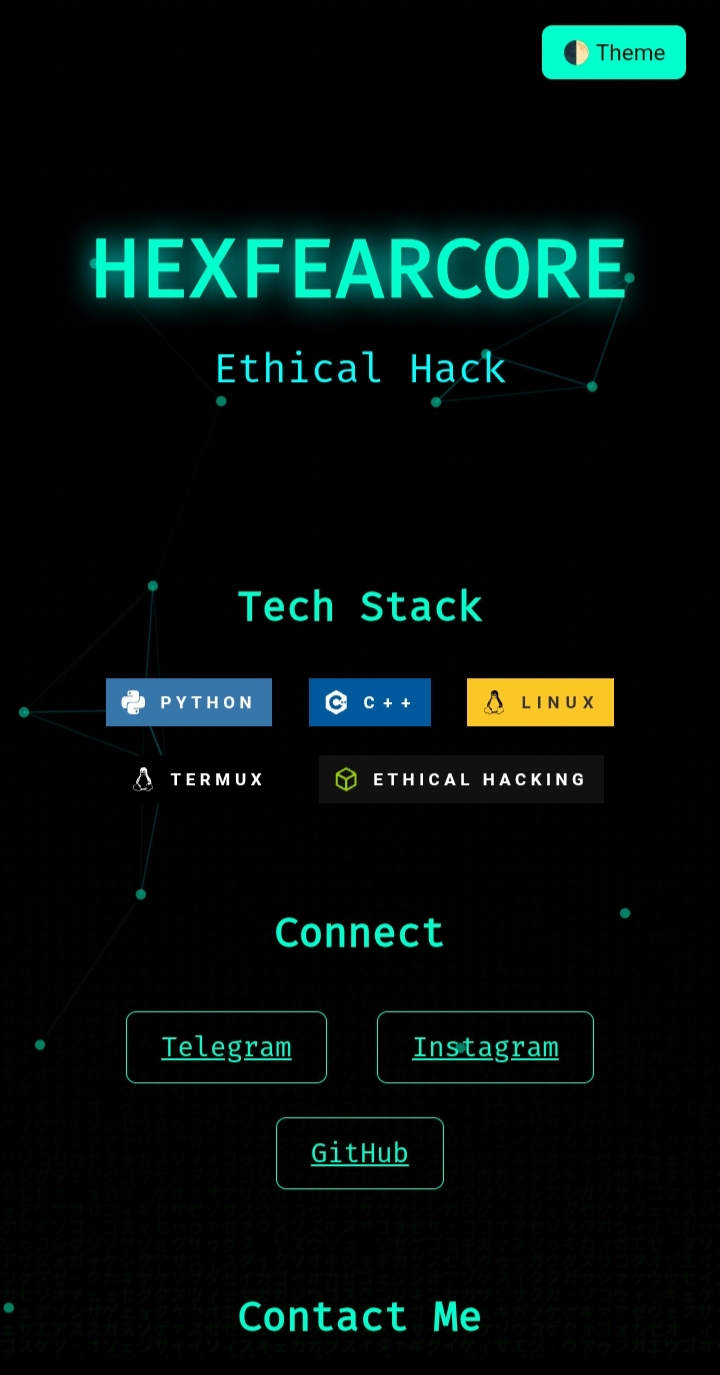 🌓 Theme
HEXFEARCORE
Ethical Hack
Tech Stack
PYTHON
C++
LINUX
TERMUX
ETHICAL HACKING
Connect
Telegram
Instagram
GitHub
Contact Me